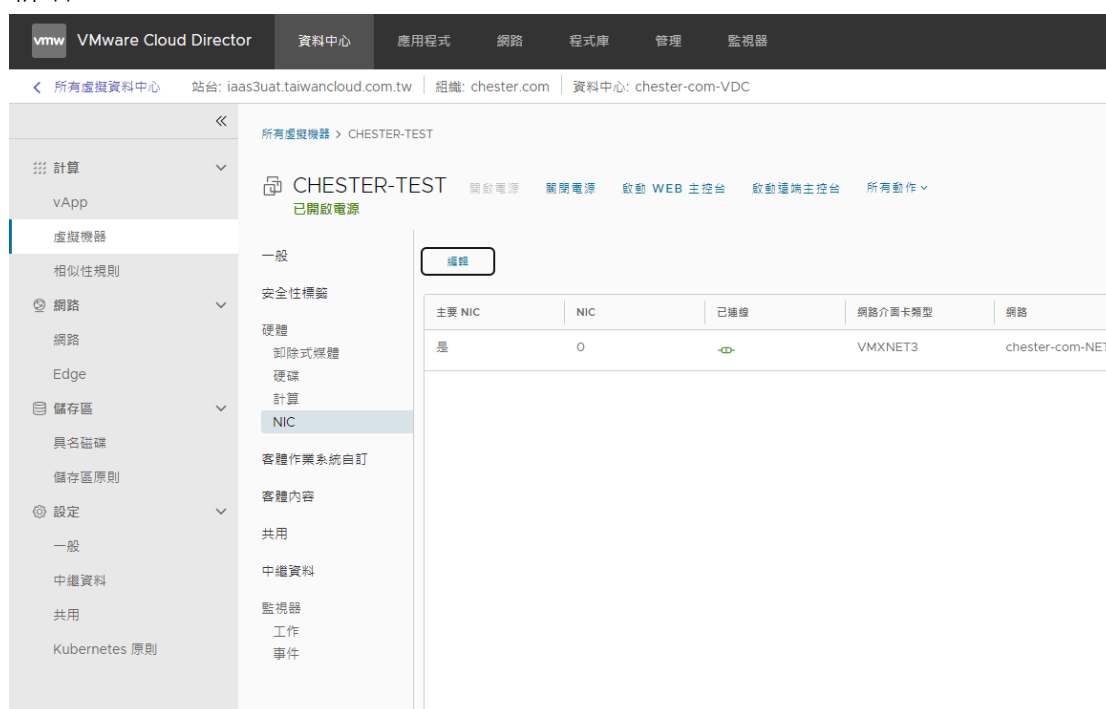 vmw VMware Cloud Director 資料中心 應用程式 網路 程式庫 管理 監視器
所有虛擬資料中心 站台: iaas3uat.taiwancloud.com.tw 組織: chester.com 資料中心: chester-com-VDC
計算
vApp
虛擬機器
相似性規則
網路
網路
Edge
儲存區
具名磁碟
儲存區原則
設定
一般
中繼資料
共用
Kubernetes 原則
所有虛擬機器 > CHESTER-TEST
CHESTER-TEST 開啟電源 關閉電源 啟動 WEB 主控台 啟動遠端主控台 所有動作
已開啟電源
一般
安全性標籤
硬體
卸除式媒體
硬碟
計算
NIC
客體作業系統自訂
客體內容
共用
中繼資料
監視器
工作
事件
編輯
主要 NIC NIC 已連線 網路介面卡類型 網路
是 0 VMXNET3 chester-com-NET